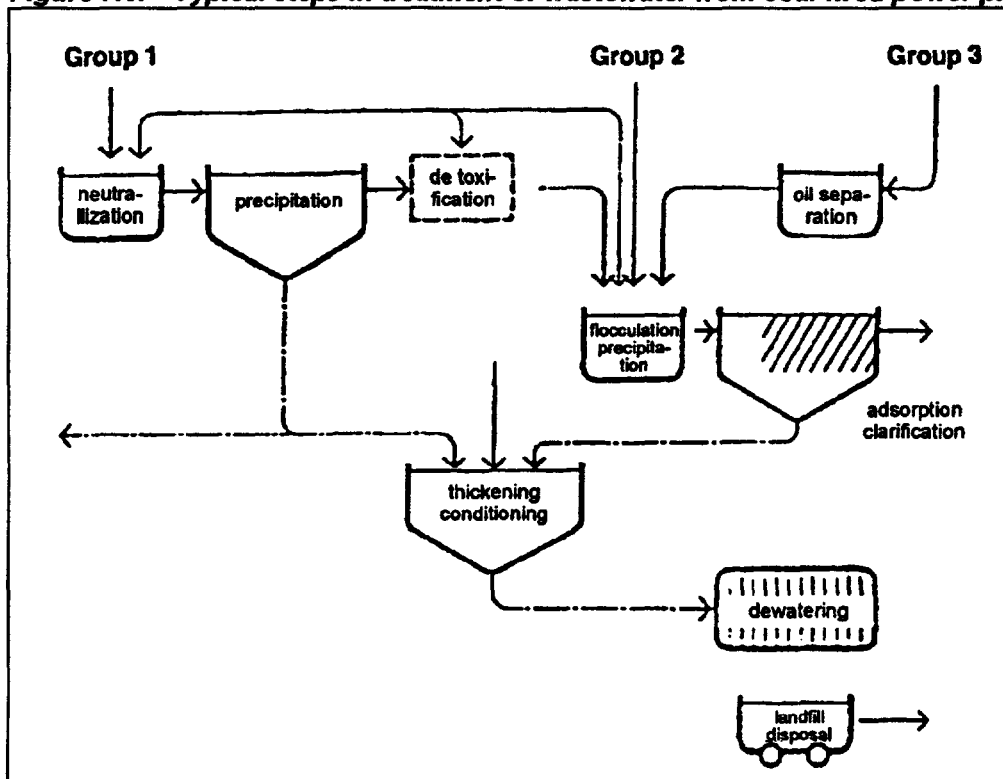 Group 1
Group 2
Group 3
neutra-
lization
precipitation
de toxi-
fication
oil sepa-
ration
flocculation
precipita-
tion
adsorption
clarification
thickening
conditioning
dewatering
landfill
disposal